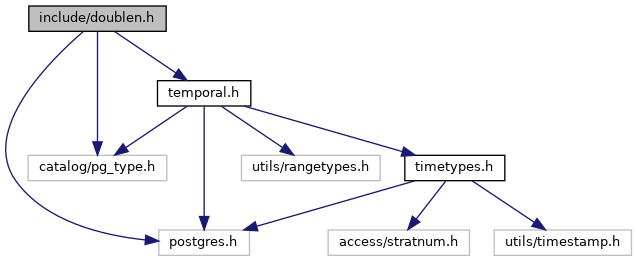 include/doublen.h
temporal.h
catalog/pg_type.h
utils/rangetypes.h
timetypes.h
postgres.h
access/stratnum.h
utils/timestamp.h